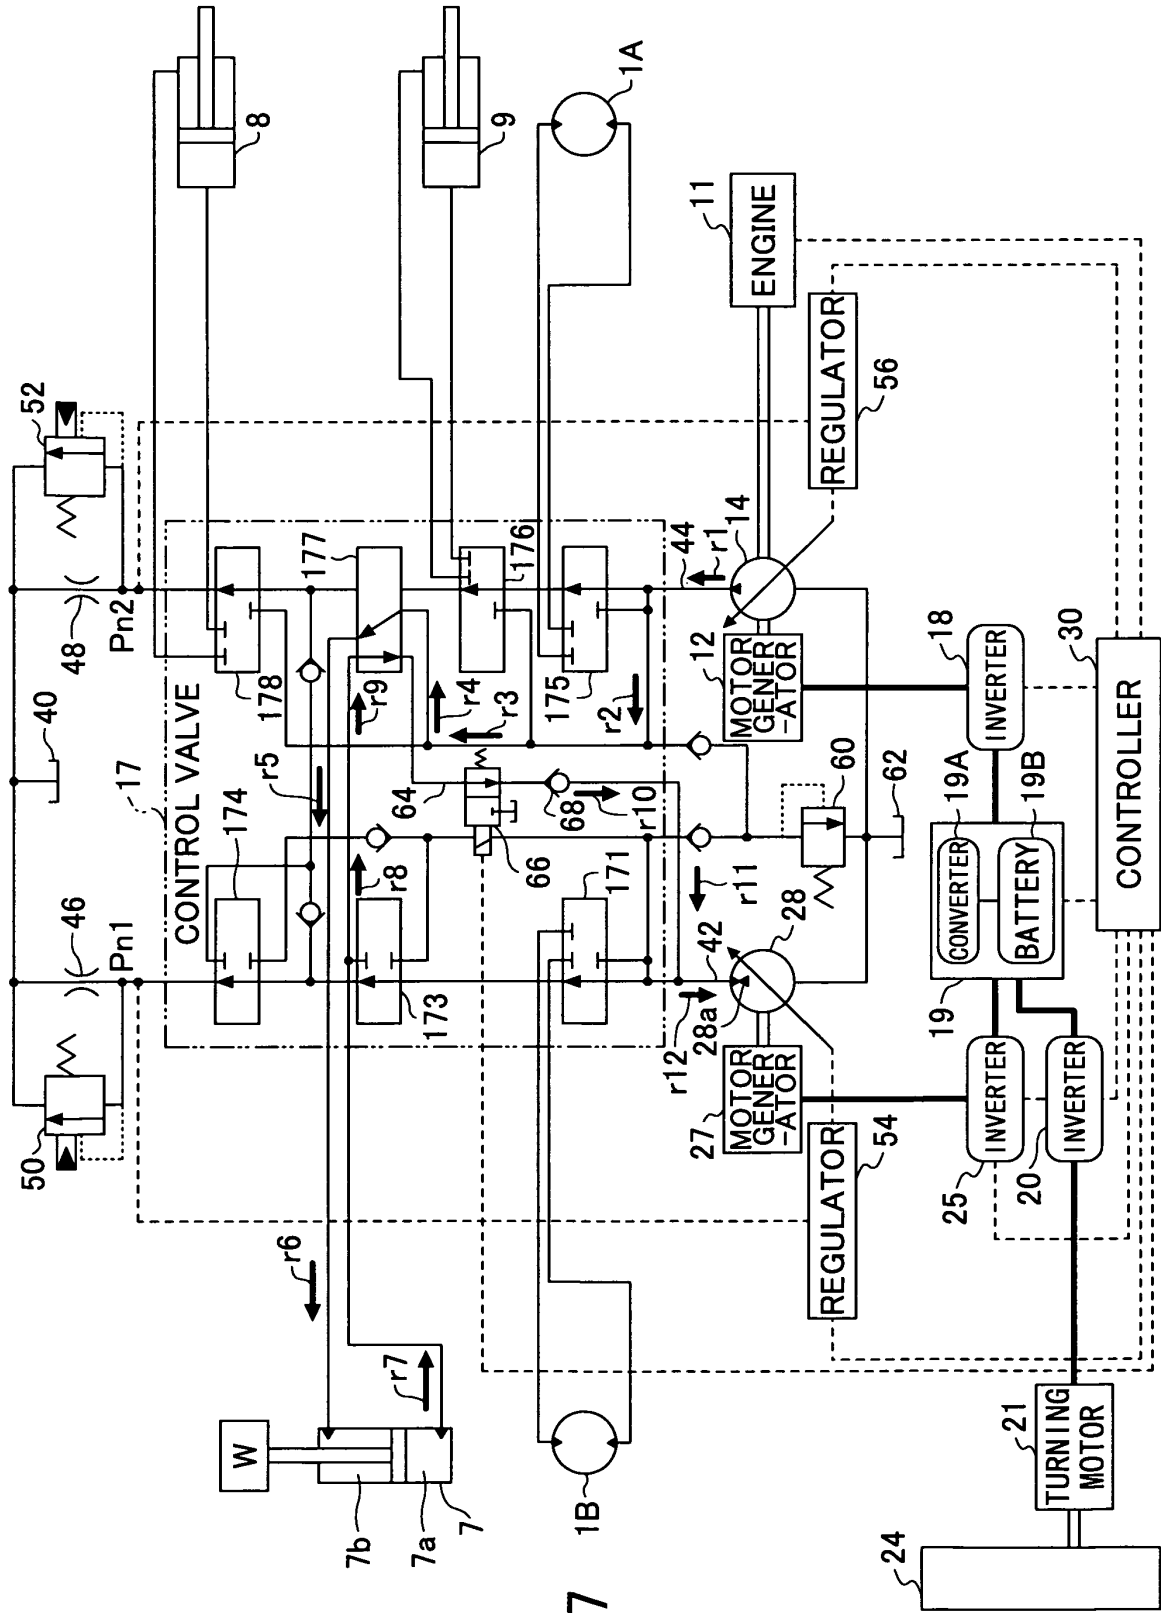 8
9
1A
52
48
Pn2
40
17
CONTROL VALVE
178
177
176
175
r9
r4
r3
r2
r5
174
64
68
r10
66
r8
171
r11
173
46
Pn1
50
r6
r7
W
7b
7a
7
1B
r12
42
28a
28
44
r1
14
12
MOTOR
GENER
-ATOR
11
ENGINE
REGULATOR
56
18
INVERTER
60
62
30
CONTROLLER
19A
19B
CONVERTER
BATTERY
19
27
MOTOR
GENER
-ATOR
54
REGULATOR
25
INVERTER
20
INVERTER
21
TURNING
MOTOR
24
7